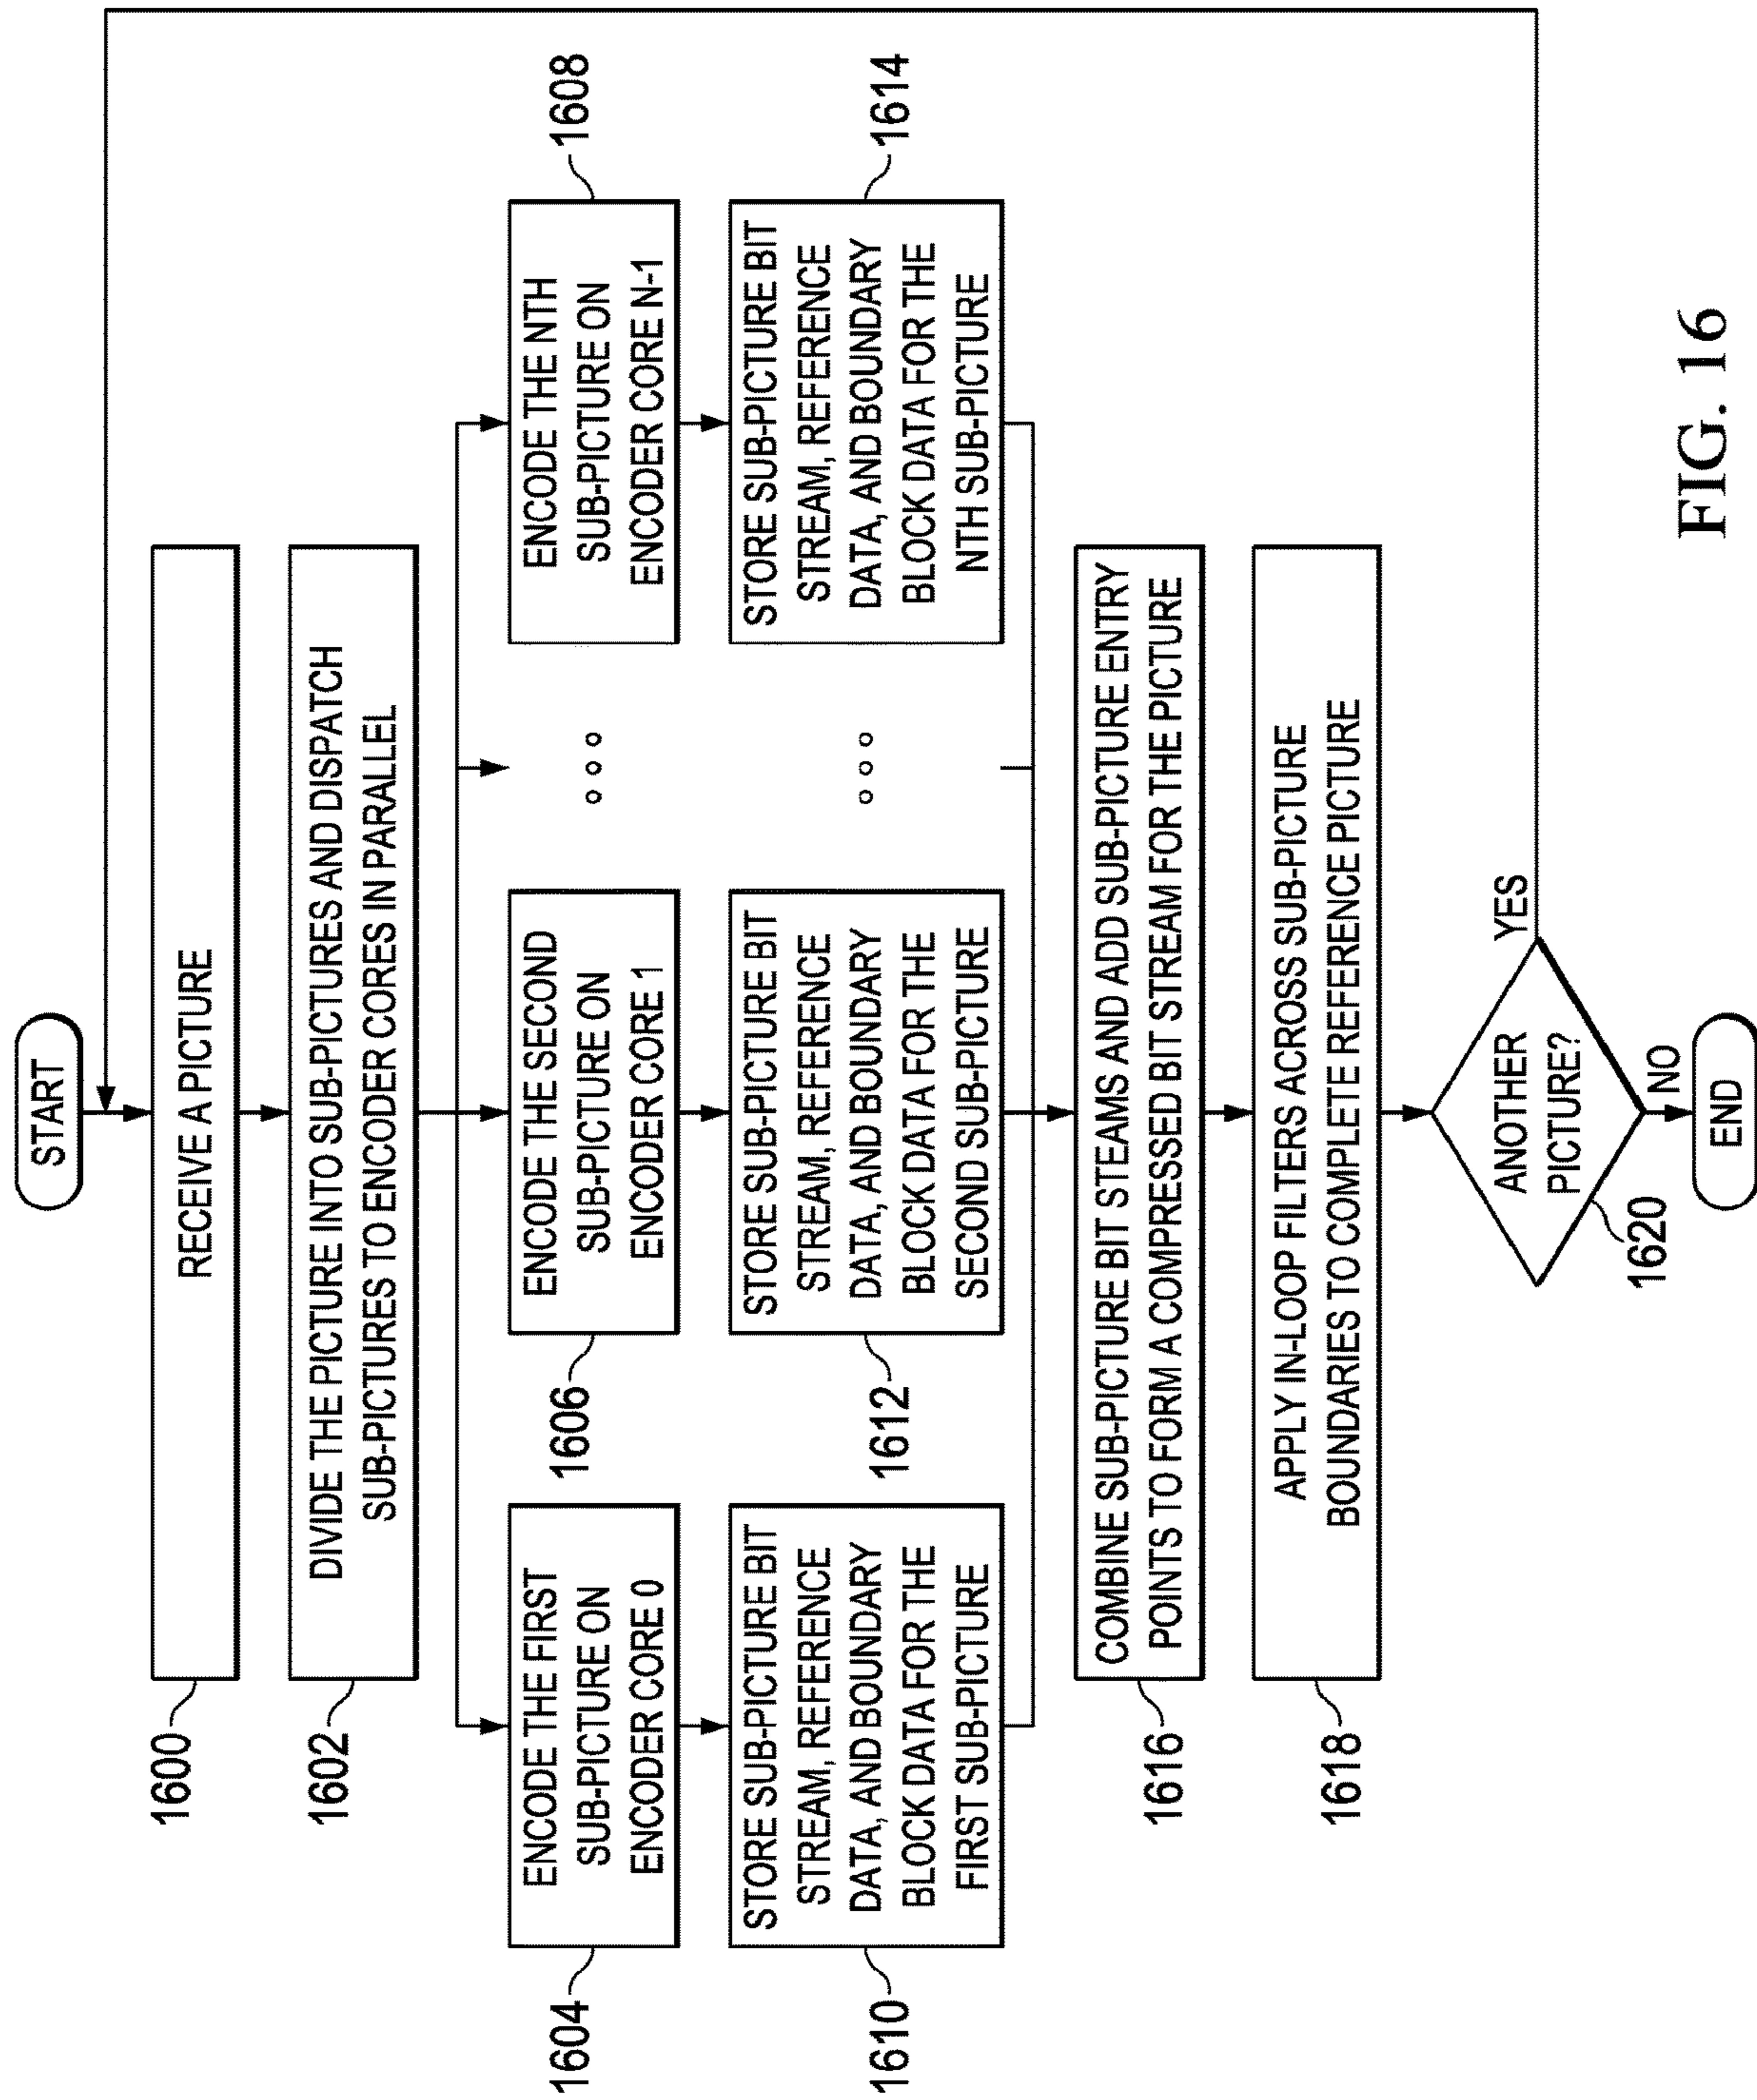 START
1600
RECEIVE A PICTURE
1602
DIVIDE THE PICTURE INTO SUB-PICTURES AND DISPATCH
SUB-PICTURES TO ENCODER CORES IN PARALLEL
1604
ENCODE THE FIRST
SUB-PICTURE ON
ENCODER CORE 0
1606
ENCODE THE SECOND
SUB-PICTURE ON
ENCODER CORE 1
1608
ENCODE THE NTH
SUB-PICTURE ON
ENCODER CORE N-1
1610
STORE SUB-PICTURE BIT
STREAM, REFERENCE
DATA, AND BOUNDARY
BLOCK DATA FOR THE
FIRST SUB-PICTURE
1612
STORE SUB-PICTURE BIT
STREAM, REFERENCE
DATA, AND BOUNDARY
BLOCK DATA FOR THE
SECOND SUB-PICTURE
1614
STORE SUB-PICTURE BIT
STREAM, REFERENCE
DATA, AND BOUNDARY
BLOCK DATA FOR THE
NTH SUB-PICTURE
1616
COMBINE SUB-PICTURE BIT STEAMS AND ADD SUB-PICTURE ENTRY
POINTS TO FORM A COMPRESSED BIT STREAM FOR THE PICTURE
1618
APPLY IN-LOOP FILTERS ACROSS SUB-PICTURE
BOUNDARIES TO COMPLETE REFERENCE PICTURE
ANOTHER
PICTURE?
YES
1620
NO
END
FIG. 16